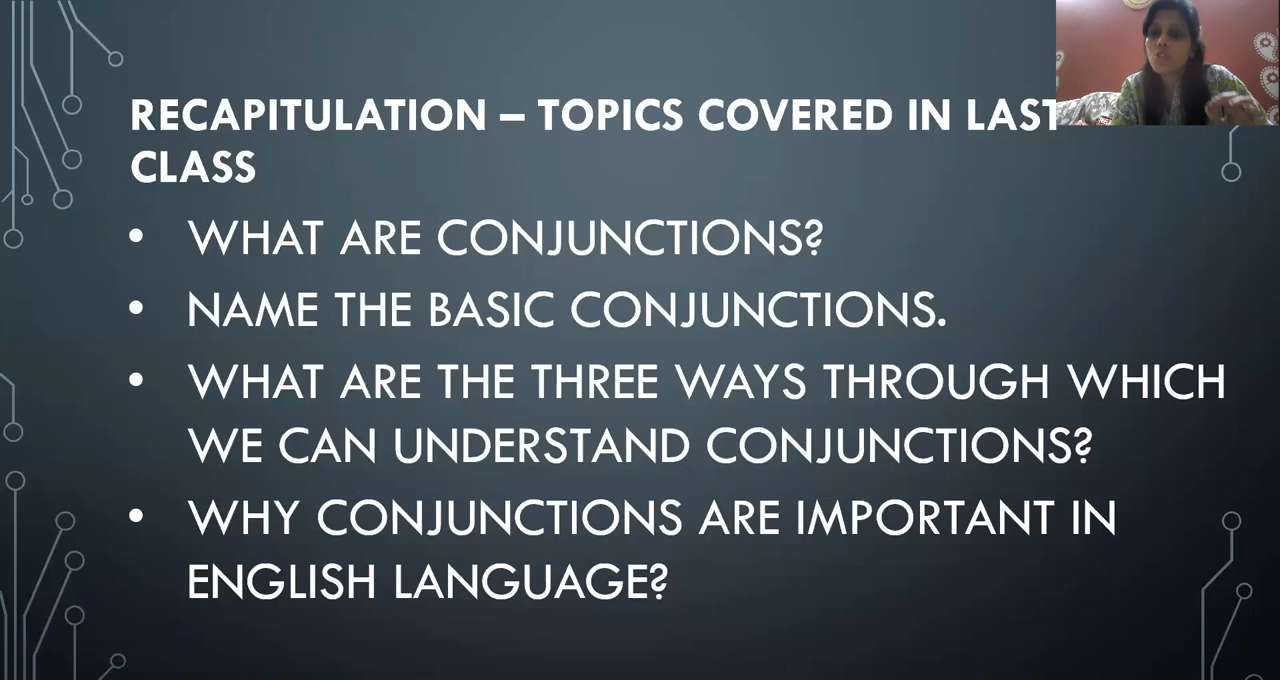 RECAPITULATION – TOPICS COVERED IN LAST
CLASS
• WHAT ARE CONJUNCTIONS?
• NAME THE BASIC CONJUNCTIONS.
• WHAT ARE THE THREE WAYS THROUGH WHICH
WE CAN UNDERSTAND CONJUNCTIONS?
• WHY CONJUNCTIONS ARE IMPORTANT IN
ENGLISH LANGUAGE?